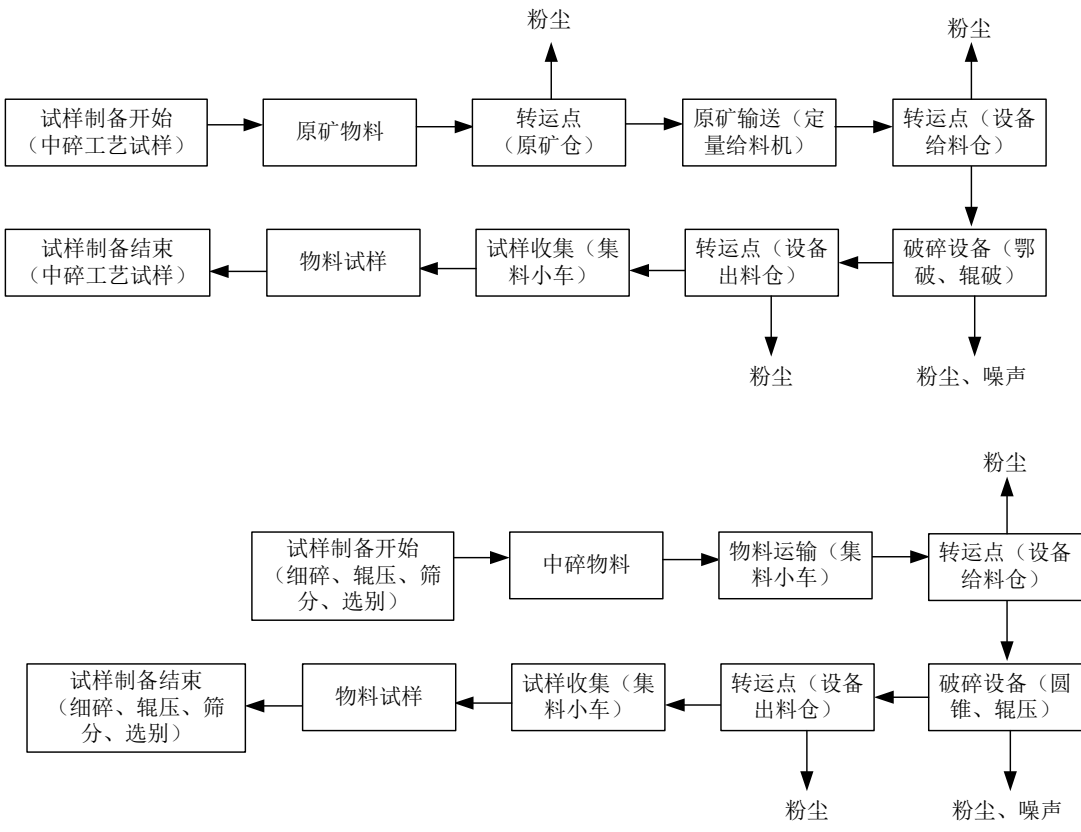 粉尘
粉尘
试样制备开始
（中碎工艺试样）
原矿物料
转运点
（原矿仓）
原矿输送（定
量给料机）
转运点（设备
给料仓）
试样制备结束
（中碎工艺试样）
物料试样
试样收集（集
料小车）
转运点（设备
出料仓）
破碎设备（鄂
破、辊破）
粉尘
粉尘、噪声
粉尘
试样制备开始
（细碎、辊压、筛
分、选别）
中碎物料
物料运输（集
料小车）
转运点（设备
给料仓）
试样制备结束
（细碎、辊压、筛
分、选别）
物料试样
试样收集（集
料小车）
转运点（设备
出料仓）
破碎设备（圆
锥、辊压）
粉尘
粉尘、噪声